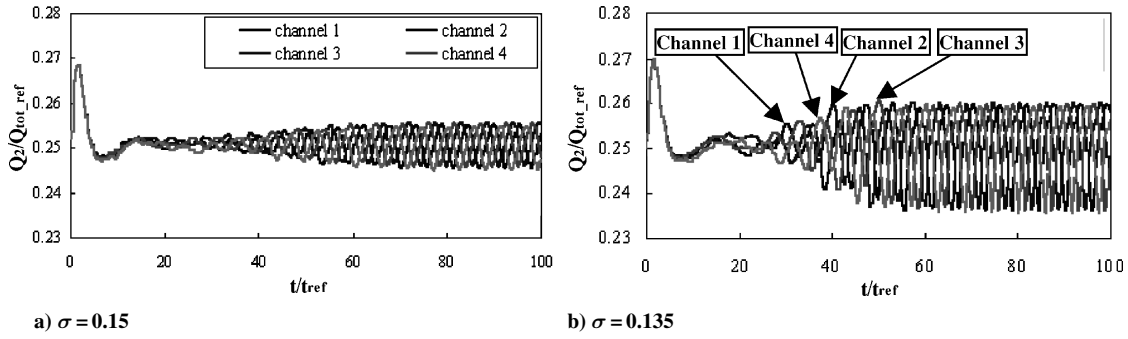 0.28
0.27
0.26
0.25
0.24
0.23
Q2/Qtot_ref
channel 1
channel 2
channel 3
channel 4
0 20 40 60 80 100
t/tref
a) σ = 0.15
0.28
0.27
0.26
0.25
0.24
0.23
Q2/Qtot_ref
Channel 1
Channel 4
Channel 2
Channel 3
0 20 40 60 80 100
t/tref
b) σ = 0.135